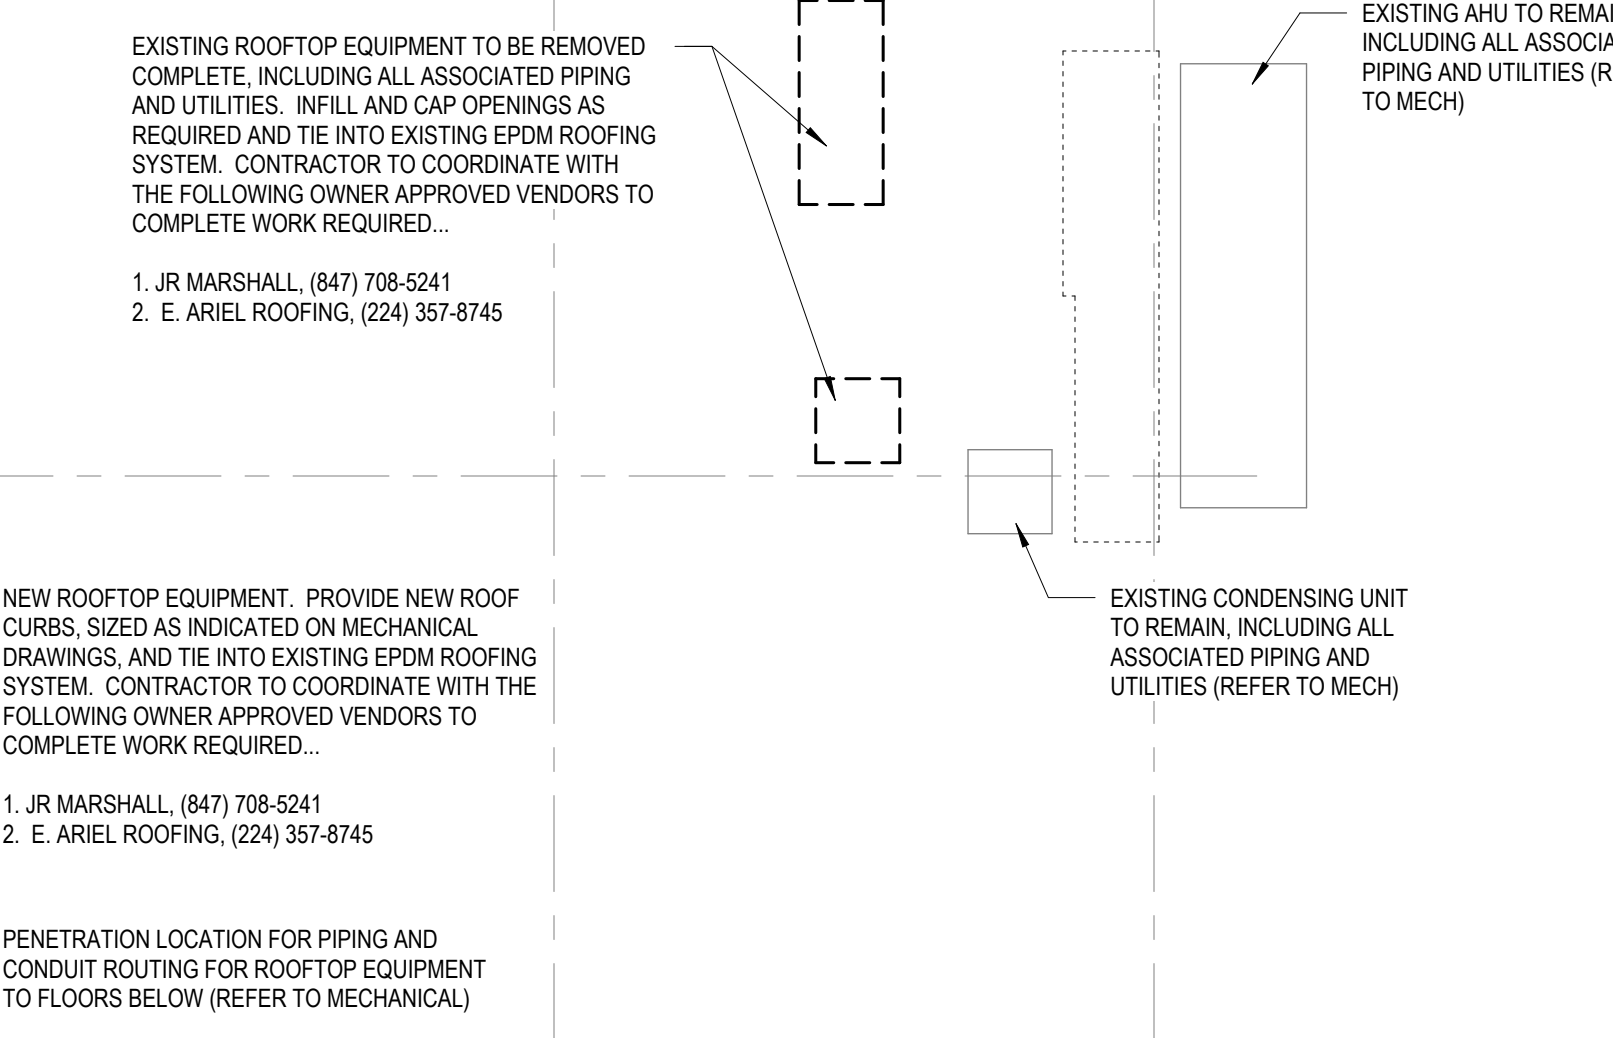 EXISTING ROOFTOP EQUIPMENT TO BE REMOVED
COMPLETE, INCLUDING ALL ASSOCIATED PIPING
AND UTILITIES.  INFILL AND CAP OPENINGS AS
REQUIRED AND TIE INTO EXISTING EPDM ROOFING
SYSTEM.  CONTRACTOR TO COORDINATE WITH
THE FOLLOWING OWNER APPROVED VENDORS TO
COMPLETE WORK REQUIRED...
1. JR MARSHALL, (847) 708-5241
2.  E. ARIEL ROOFING, (224) 357-8745
EXISTING AHU TO
INCLUDING ALL
PIPING AND UTILITIES
TO MECH)
NEW ROOFTOP EQUIPMENT.  PROVIDE NEW ROOF
CURBS, SIZED AS INDICATED ON MECHANICAL
DRAWINGS, AND TIE INTO EXISTING EPDM ROOFING
SYSTEM.  CONTRACTOR TO COORDINATE WITH THE
FOLLOWING OWNER APPROVED VENDORS TO
COMPLETE WORK REQUIRED...
1. JR MARSHALL, (847) 708-5241
2.  E. ARIEL ROOFING, (224) 357-8745
EXISTING CONDENSING UNIT
TO REMAIN, INCLUDING ALL
ASSOCIATED PIPING AND
UTILITIES (REFER TO MECH)
PENETRATION LOCATION FOR PIPING AND
CONDUIT ROUTING FOR ROOFTOP EQUIPMENT
TO FLOORS BELOW (REFER TO MECHANICAL)